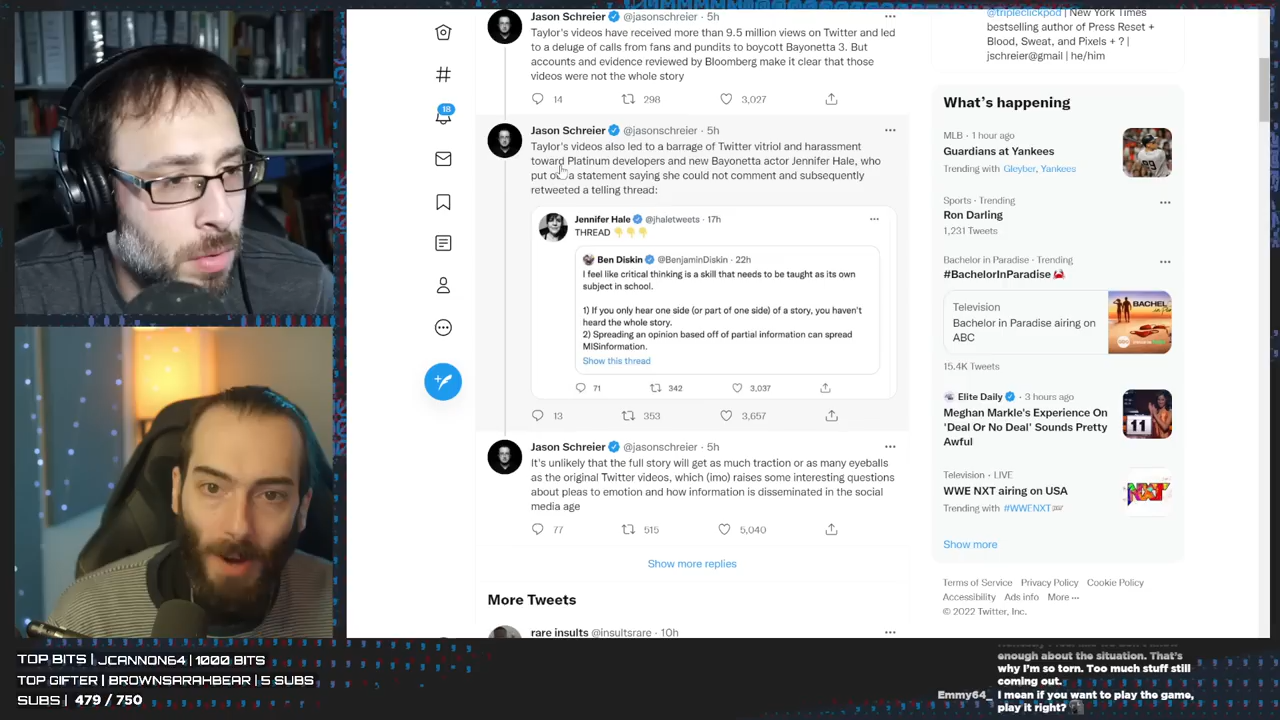 Jason Schreier @jasonschreier · 5h
Taylor's videos have received more than 9.5 million views on Twitter and led
to a deluge of calls from fans and pundits to boycott Bayonetta 3. But
accounts and evidence reviewed by Bloomberg make it clear that those
videos were not the whole story
14 298 3,027
18
Jason Schreier @jasonschreier · 5h
Taylor's videos also led to a barrage of Twitter vitriol and harassment
toward Platinum developers and new Bayonetta actor Jennifer Hale, who
put a statement saying she could not comment and subsequently
retweeted a telling thread:
Jennifer Hale @jhaletweets · 17h
THREAD 👇👇👇
Ben Diskin @BenjaminDiskin · 22h
I feel like critical thinking is a skill that needs to be taught as its own
subject in school.
1) If you only hear one side (or part of one side) of a story, you haven't
heard the whole story.
2) Spreading an opinion based off of partial information can spread
MISinformation.
Show this thread
71 342 3,037
13 353 3,657
Jason Schreier @jasonschreier · 5h
It's unlikely that the full story will get as much traction or as many eyeballs
as the original Twitter videos, which (imo) raises some interesting questions
about pleas to emotion and how information is disseminated in the social
media age
77 515 5,040
Show more replies
More Tweets
rare insults @insultsrare · 10h
@tripleclickpod | New York Times
bestselling author of Press Reset +
Blood, Sweat, and Pixels + ? |
jschreier@gmail | he/him
What's happening
MLB · 1 hour ago
Guardians at Yankees
Trending with Gleyber, Yankees
Sports · Trending
Ron Darling
1,231 Tweets
Bachelor in Paradise · Trending
#BachelorInParadise
Television
Bachelor in Paradise airing on
ABC
BACHEL
abc
15.4K Tweets
Elite Daily · 3 hours ago
Meghan Markle's Experience On
'Deal Or No Deal' Sounds Pretty
Awful
11
Television · LIVE
WWE NXT airing on USA
Trending with #WWENXT
NXT
Show more
Terms of Service Privacy Policy Cookie Policy
Accessibility Ads info More ···
© 2022 Twitter, Inc.
TOP BITS | JCANNON64 | 1000 BITS
TOP GIFTER | BROWNSARAHBEAR | 5 SUBS
SUBS | 479 / 750
enough about the situation. That's
why I'm so torn. Too much stuff still
coming out.
Emmy64_ I mean if you want to play the game,
play it right?